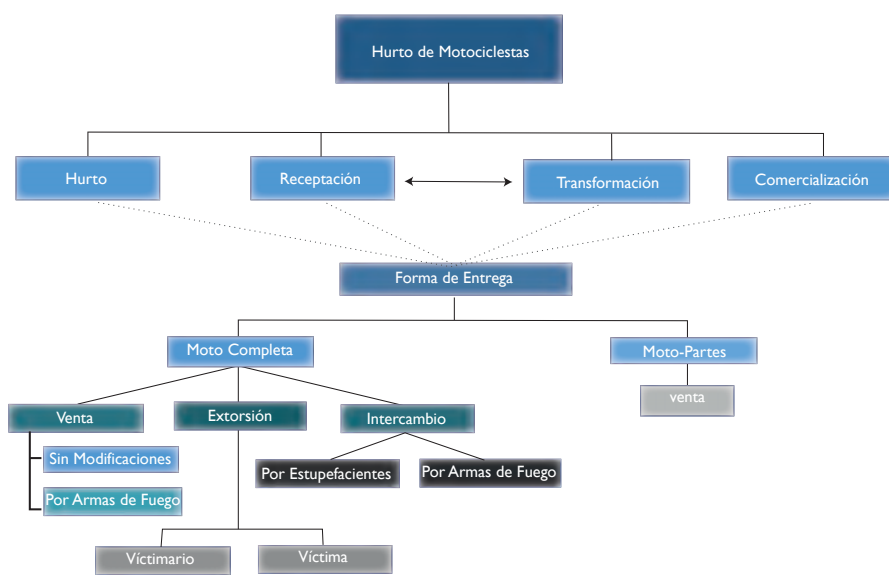 Hurto de Motociclestas
Hurto
Receptación
Transformación
Comercialización
Forma de Entrega
Moto Completa
Moto-Partes
venta
Venta
Extorsión
Intercambio
Sin Modificaciones
Por Estupefacientes
Por Armas de Fuego
Por Armas de Fuego
Víctimario
Víctima